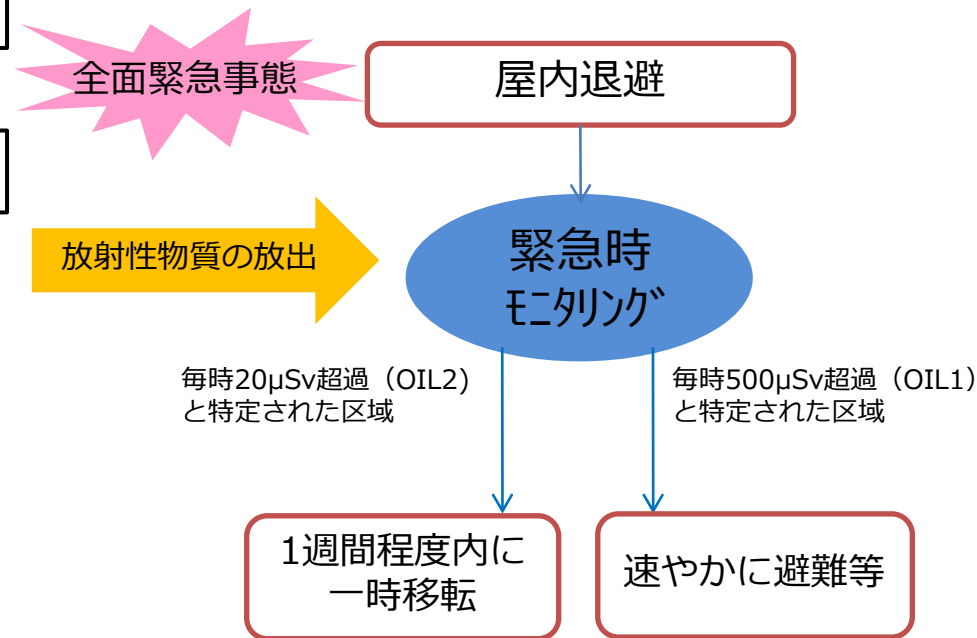 全面緊急事態
屋内退避
放射性物質の放出
緊急時
ﾓﾆﾀﾘﾝｸﾞ
毎時20μSv超過（OIL2)
と特定された区域
毎時500μSv超過（OIL1）
と特定された区域
1週間程度内に
一時移転
速やかに避難等